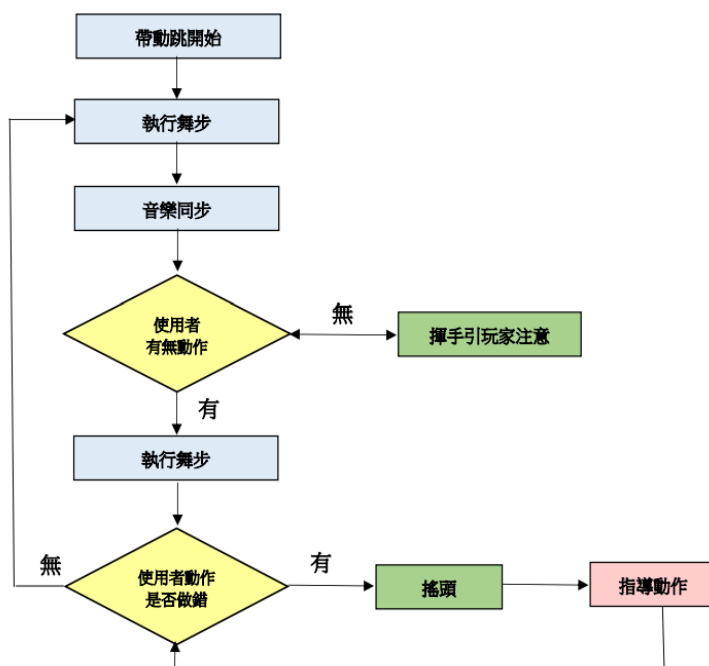 帶動跳開始
執行舞步
音樂同步
使用者
有無動作
無
揮手引玩家注意
有
執行舞步
無
使用者動作
是否做錯
有
搖頭
指導動作